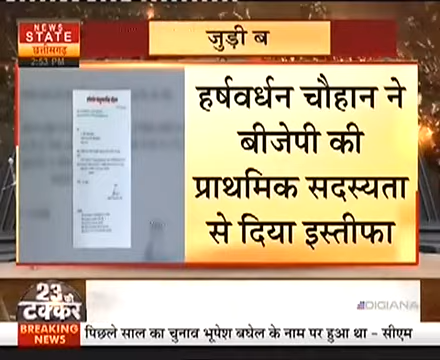 NEWS
STATE
छत्तीसगढ़
2:53 PM
जुड़ी ब
हर्षवर्धन चौहान ने
बीजेपी की
प्राथमिक सदस्यता
से दिया इस्तीफा
23 की
टक्कर
DIGIANA
BREAKING
NEWS
पिछले साल का चुनाव भूपेश बघेल के नाम पर हुआ था - सीएम